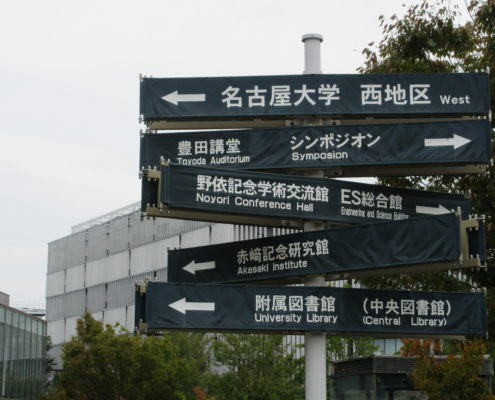 ← 名古屋大学 西地区 West
豊田講堂 シンポジオン →
Toyoda Auditorium Symposion
野依記念学術交流館 ES総合館 →
Noyori Conference Hall Engineering and Science Building
← 赤﨑記念研究館
Akasaki Institute
← 附属図書館 (中央図書館)
University Library (Central Library)